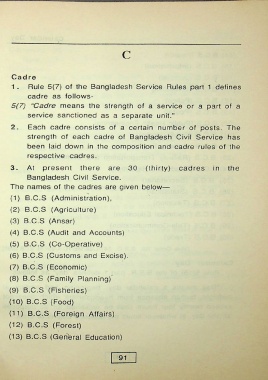 C
Cadre
1. Rule 5(7) of the Bangladesh Service Rules part 1 defines
cadre as follows-
5(7) "Cadre means the strength of a service or a part of a
service sanctioned as a separate unit."
2. Each cadre consists of a certain number of posts. The
strength of each cadre of Bangladesh Civil Service has
been laid down in the composition and cadre rules of the
respective cadres.
3. At present there are 30 (thirty) cadres in the
Bangladesh Civil Service.
The names of the cadres are given below—
(1) B.C.S (Administration),
(2) B.C.S (Agriculture)
(3) B.C.S (Ansar)
(4) B.C.S (Audit and Accounts)
(5) B.C.S (Co-Operative)
(6) B.C.S (Customs and Excise).
(7) B.C.S (Economic)
(8) B.C.S (Family Planning)
(9) B.C.S (Fisheries)
(10) B.C.S (Food)
(11) B.C.S (Foreign Affairs)
(12) B.C.S (Forest)
(13) B.C.S (General Education)
91